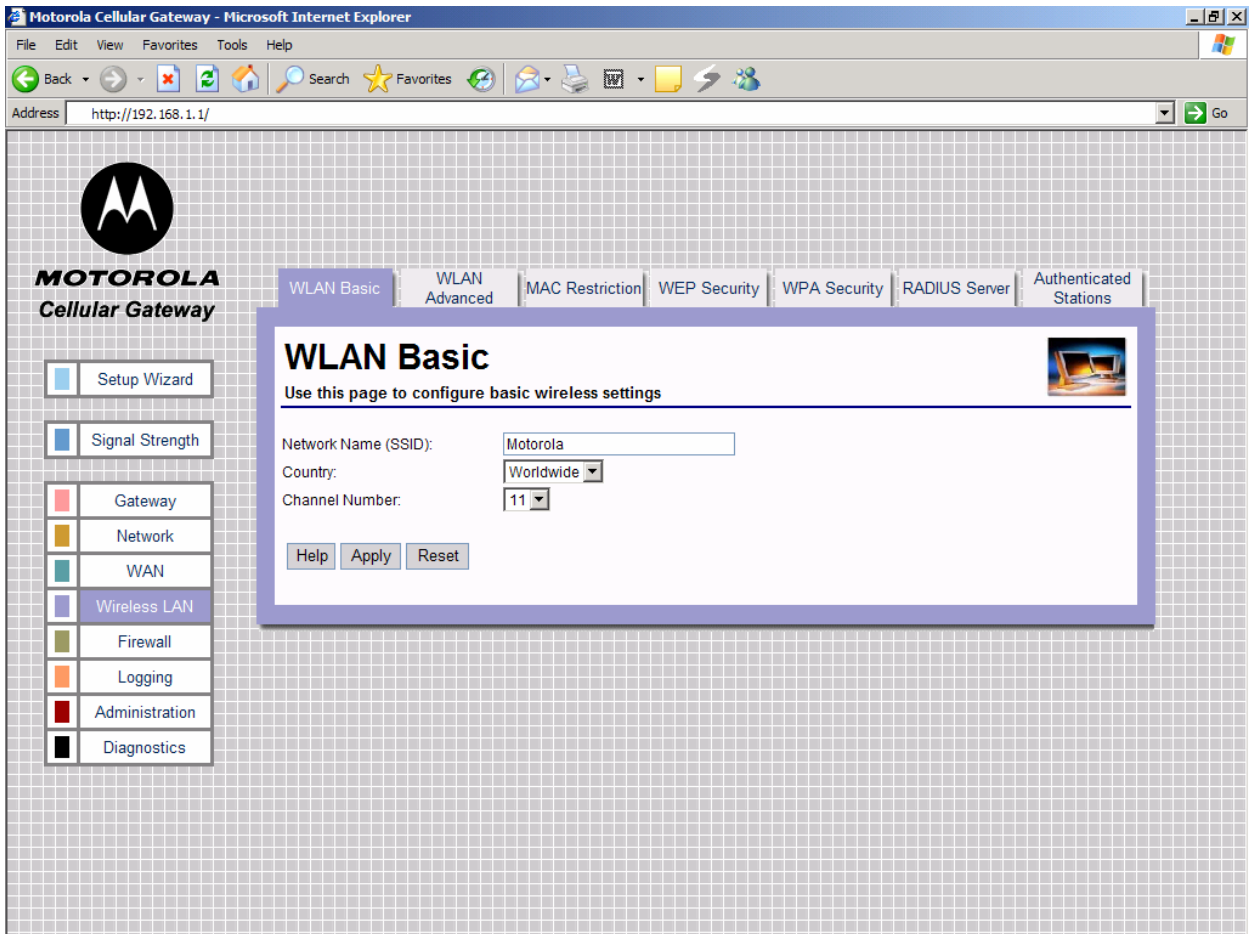 Motorola Cellular Gateway - Microsoft Internet Explorer
File Edit View Favorites Tools Help
Back Search Favorites
Address http://192.168.1.1/ Go
MOTOROLA
Cellular Gateway
Setup Wizard
Signal Strength
Gateway
Network
WAN
Wireless LAN
Firewall
Logging
Administration
Diagnostics
WLAN Basic
WLAN
Advanced
MAC Restriction
WEP Security
WPA Security
RADIUS Server
Authenticated
Stations
WLAN Basic
Use this page to configure basic wireless settings
Network Name (SSID): Motorola
Country: Worldwide
Channel Number: 11
Help Apply Reset